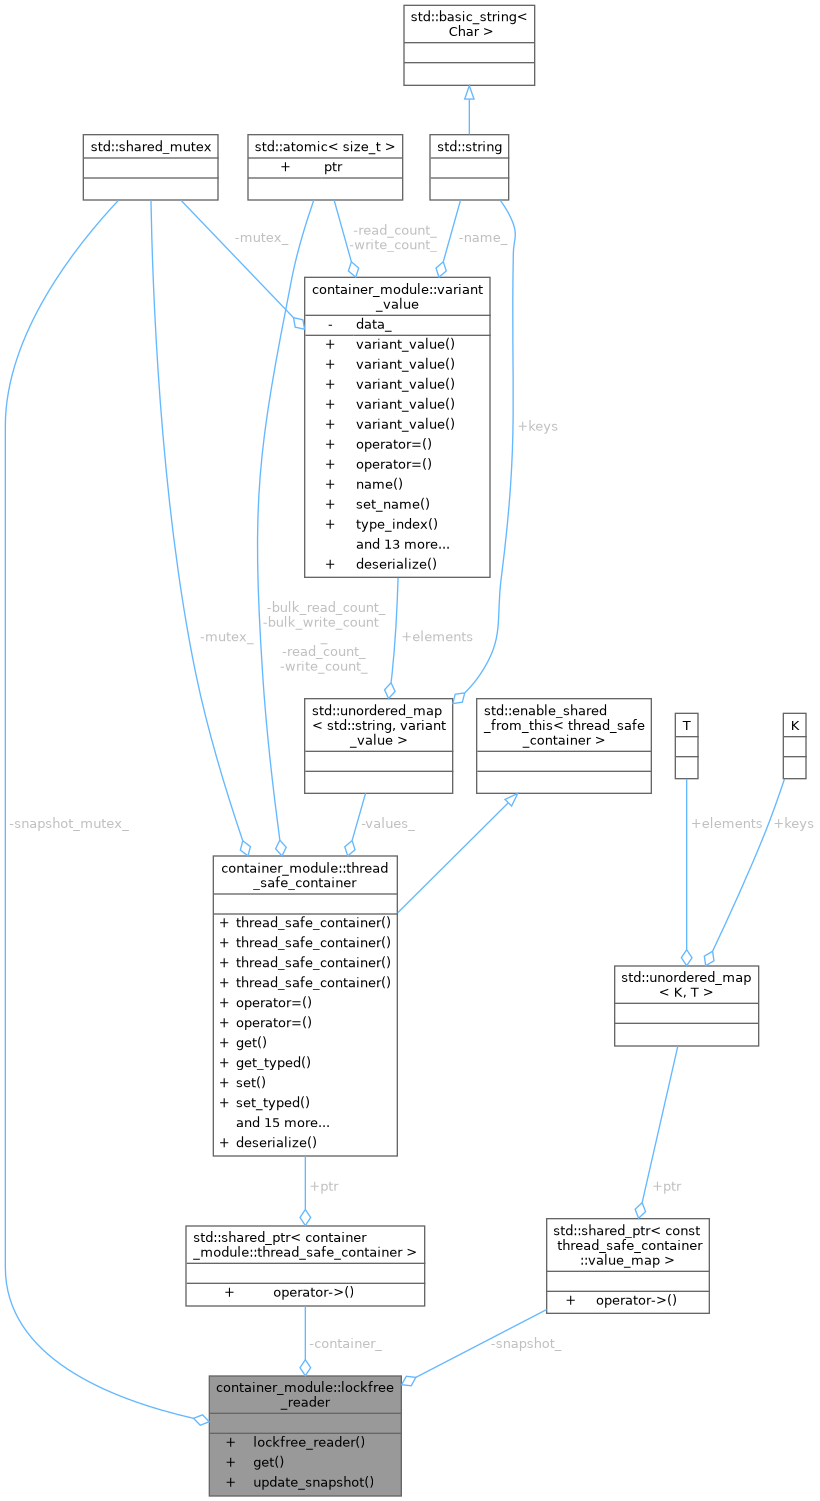 std::basic_string<
Char >
std::shared_mutex
std::atomic< size_t >
+ ptr
std::string
-mutex_
-read_count_
-write_count_
-name_
container_module::variant
_value
- data_
+ variant_value()
+ variant_value()
+ variant_value()
+ variant_value()
+ variant_value()
+ operator=()
+ operator=()
+ name()
+ set_name()
+ type_index()
and 13 more...
+ deserialize()
+keys
-bulk_read_count_
-bulk_write_count
_
-read_count_
-write_count_
-mutex_
+elements
std::unordered_map
< std::string, variant
_value >
std::enable_shared
_from_this< thread_safe
_container >
T
K
-snapshot_mutex_
-values_
+elements
+keys
container_module::thread
_safe_container
+ thread_safe_container()
+ thread_safe_container()
+ thread_safe_container()
+ thread_safe_container()
+ operator=()
+ operator=()
+ get()
+ get_typed()
+ set()
+ set_typed()
and 15 more...
+ deserialize()
std::unordered_map
< K, T >
+ptr
+ptr
std::shared_ptr< container
_module::thread_safe_container >
+ operator->()
std::shared_ptr< const
thread_safe_container
::value_map >
+ operator->()
-container_
-snapshot_
container_module::lockfree
_reader
+ lockfree_reader()
+ get()
+ update_snapshot()